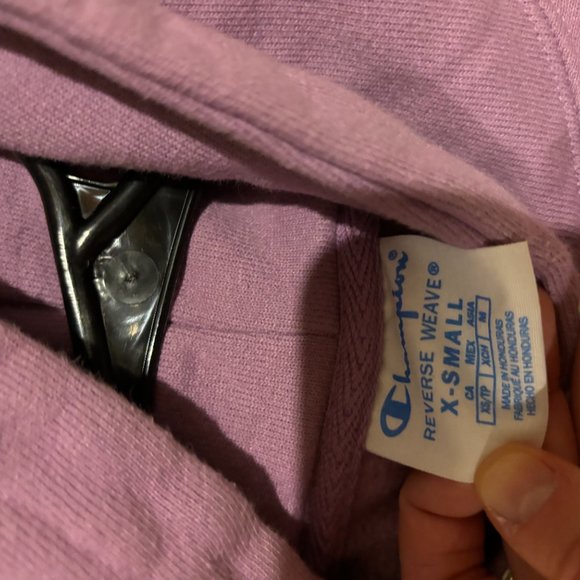 Champion
REVERSE WEAVE®
X-SMALL
CA MEX ASIA
XS/TP XCH M
MADE IN HONDURAS
FABRIQUÉ AU HONDURAS
HECHO EN HONDURAS